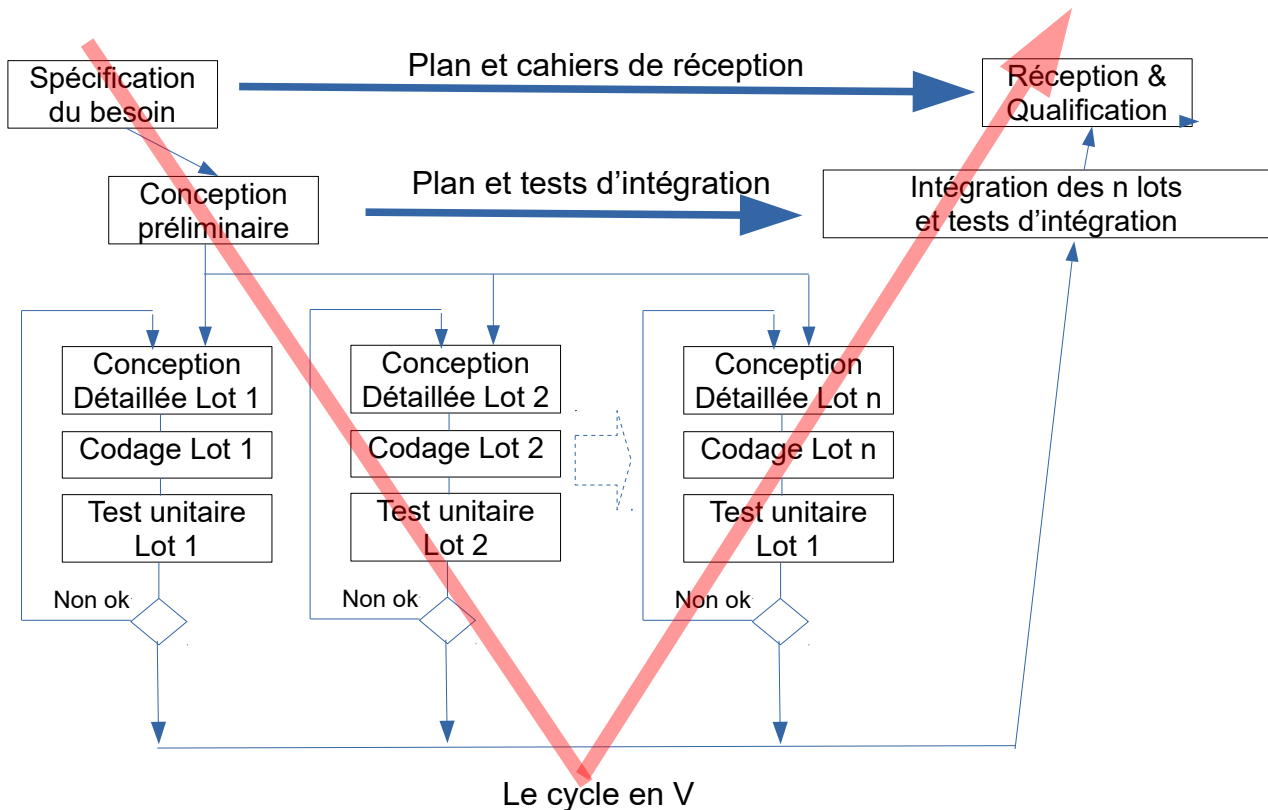 Plan et cahiers de réception
Spécification
du besoin
Réception &
Qualification
Plan et tests d’intégration
Conception
préliminaire
Intégration des n lots
et tests d’intégration
Conception
Détaillée Lot 1
Codage Lot 1
Test unitaire
Lot 1
Non ok
Conception
Détaillée Lot 2
Codage Lot 2
Test unitaire
Lot 2
Non ok
Conception
Détaillée Lot n
Codage Lot n
Test unitaire
Lot 1
Non ok
Le cycle en V